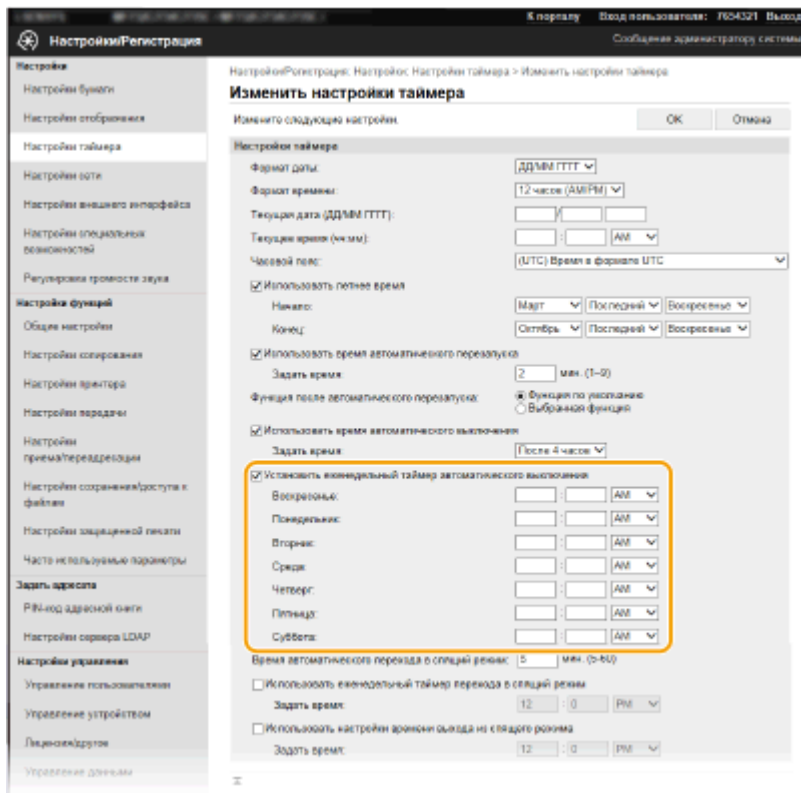 К порталу Вход пользователя: 7654321 Выход
Настройки/Регистрация
Сообщение администратору системы
Настройки
Настройки бумаги
Настройки отображения
Настройки таймера
Настройки сети
Настройки внешнего интерфейса
Настройки специальных
возможностей
Регулировка громкости звука
Настройки функций
Общие настройки
Настройки копирования
Настройки принтера
Настройки передачи
Настройки
приема/переадресации
Настройки сохранения/доступа к
файлам
Настройки защищенной печати
Часто используемые параметры
Задать адресата
PIN-код адресной книги
Настройки сервера LDAP
Настройки управления
Управление пользователями
Управление устройством
Лицензия/другое
Управление данными
Настройки/Регистрация: Настройки: Настройки таймера > Изменить настройки таймера
Изменить настройки таймера
Измените следующие настройки.
OK Отмена
Настройки таймера
Формат даты: ДД/ММ ГГГГ
Формат времени: 12 часов (AM/PM)
Текущая дата (ДД/ММ ГГГГ): /
Текущее время (чч:мм): : AM
Часовой пояс: (UTC) Время в формате UTC
Использовать летнее время
Начало: Март Последний Воскресенье
Конец: Октябрь Последний Воскресенье
Использовать время автоматического перезапуска
Задать время: 2 мин. (1-9)
Функция после автоматического перезапуска: Функция по умолчанию
Выбранная функция
Использовать время автоматического выключения
Задать время: После 4 часов
Установить еженедельный таймер автоматического выключения
Воскресенье: : AM
Понедельник: : AM
Вторник: : AM
Среда: : AM
Четверг: : AM
Пятница: : AM
Суббота: : AM
Время автоматического перехода в спящий режим: 5 мин. (5-60)
Использовать еженедельный таймер перехода в спящий режим
Задать время: 12 : 0 PM
Использовать настройки времени выхода из спящего режима
Задать время: 12 : 0 PM